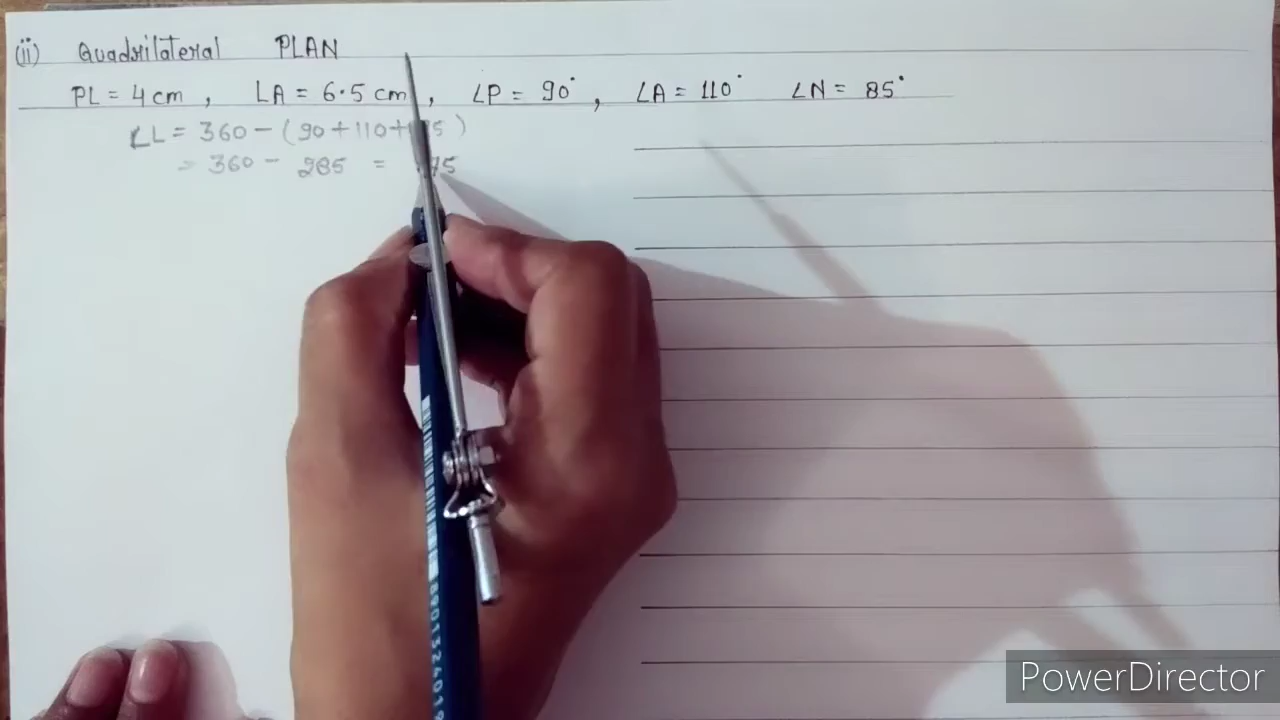 (ii) Quadrilateral PLAN
PL = 4 cm , LA = 6.5 cm , ∠P = 90° , ∠A = 110° ∠N = 85°
∠L = 360 - (90 + 110 +
= 360 - 285 =
PowerDirector